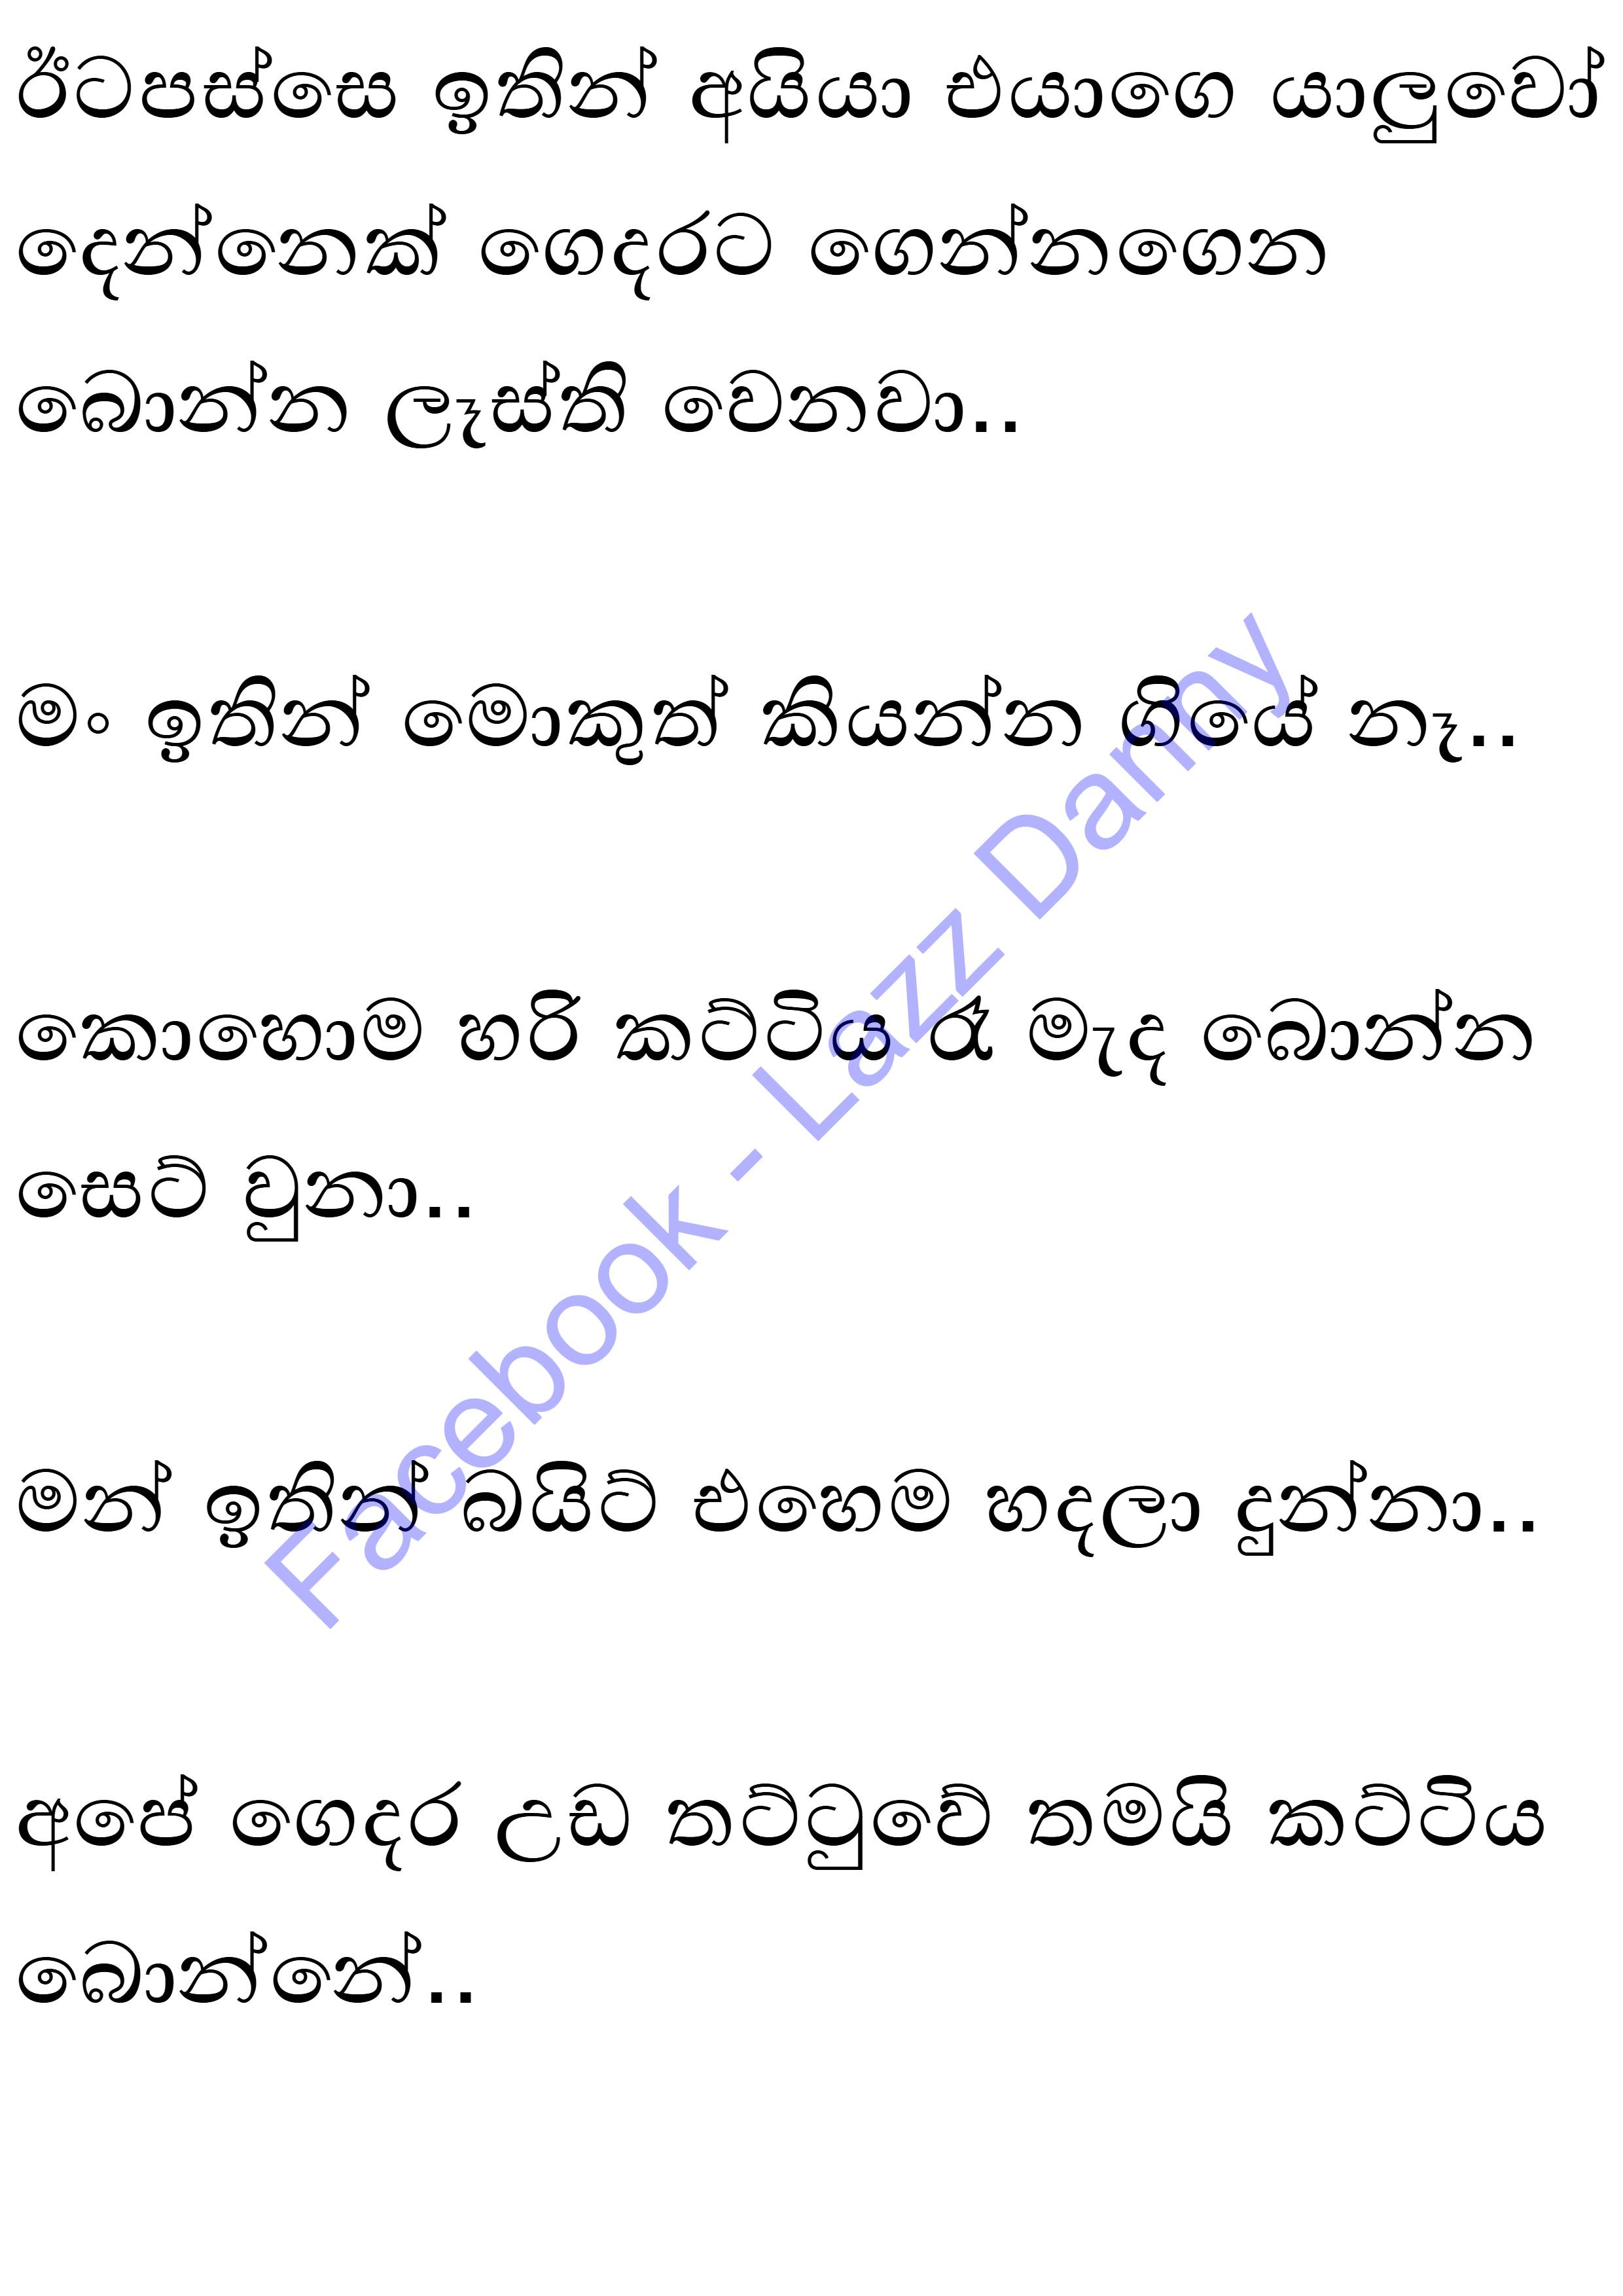 ඊටපස්සෙ ඉතින් අයියා එයාගෙ යාලුවෝ
දෙන්නෙක් ගෙදරට ගෙන්නගෙන
බොන්න ලෑස්ති වෙනවා..
මං ඉතින් මොකුත් කියන්න ගියේ නෑ..
කොහොම හරි කට්ටිය රෑ මැද බොන්න
සෙට් වුනා..
මන් ඉතින් බයිට් එහෙම හදලා දුන්නා..
අපේ ගෙදර උඩ තට්ටුවේ තමයි කට්ටිය
බොන්නේ..
Facebook - Lazz Danny